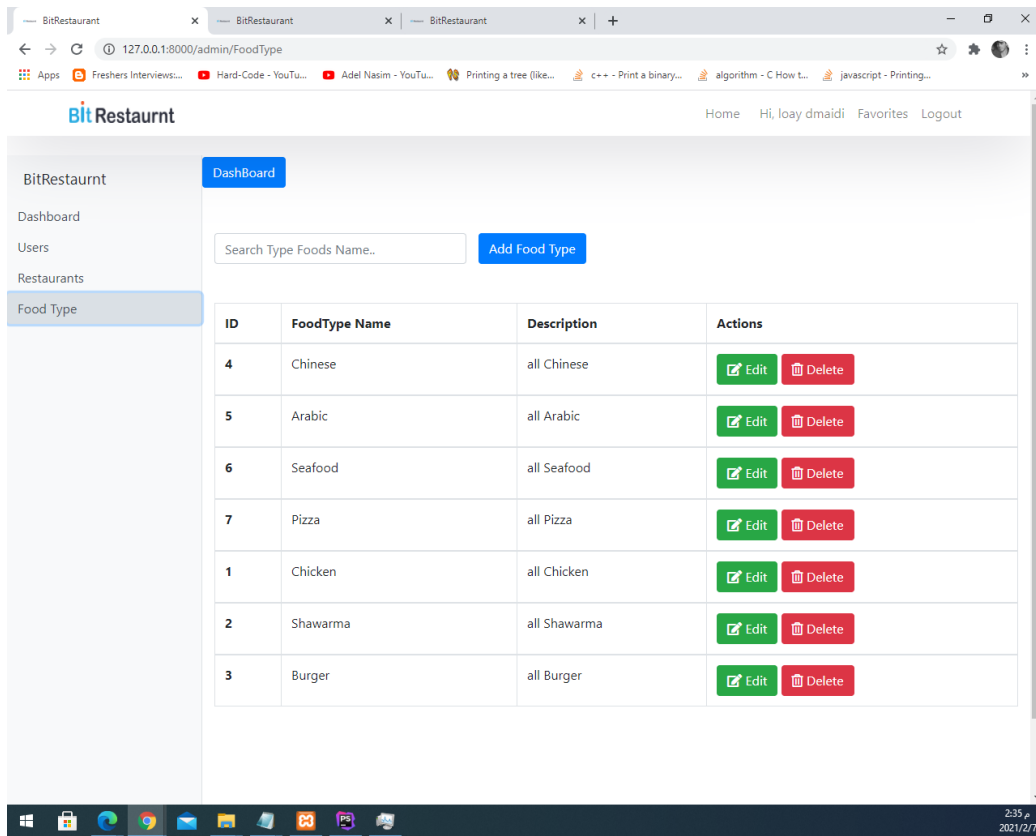 BitRestaurant BitRestaurant BitRestaurant
127.0.0.1:8000/admin/FoodType
Apps Freshers Interviews:... Hard-Code - YouTu... Adel Nasim - YouTu... Printing a tree (like... c++ - Print a binary... algorithm - C How t... javascript - Printing... »
Bit Restaurnt Home Hi, loay dmaidi Favorites Logout
BitRestaurnt DashBoard
Dashboard
Users
Restaurants
Food Type
Search Type Foods Name.. Add Food Type
ID FoodType Name Description Actions
4 Chinese all Chinese Edit Delete
5 Arabic all Arabic Edit Delete
6 Seafood all Seafood Edit Delete
7 Pizza all Pizza Edit Delete
1 Chicken all Chicken Edit Delete
2 Shawarma all Shawarma Edit Delete
3 Burger all Burger Edit Delete
PS
2:35
2021/2/7